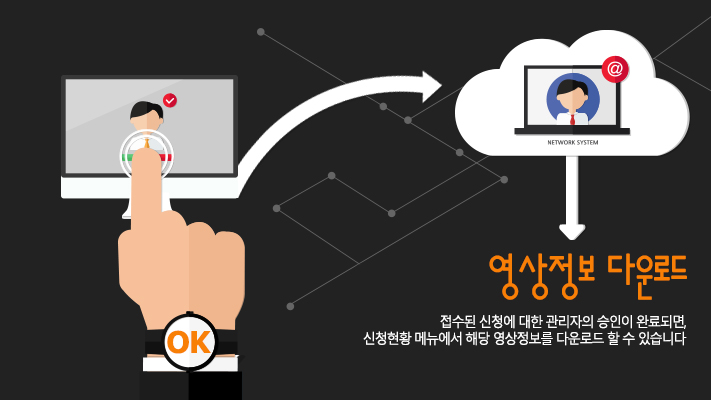 @
NETWORK SYSTEM
영상정보 다운로드
접수된 신청에 대한 관리자의 승인이 완료되면,
신청현황 메뉴에서 해당 영상정보를 다운로드 할 수 있습니다
OK